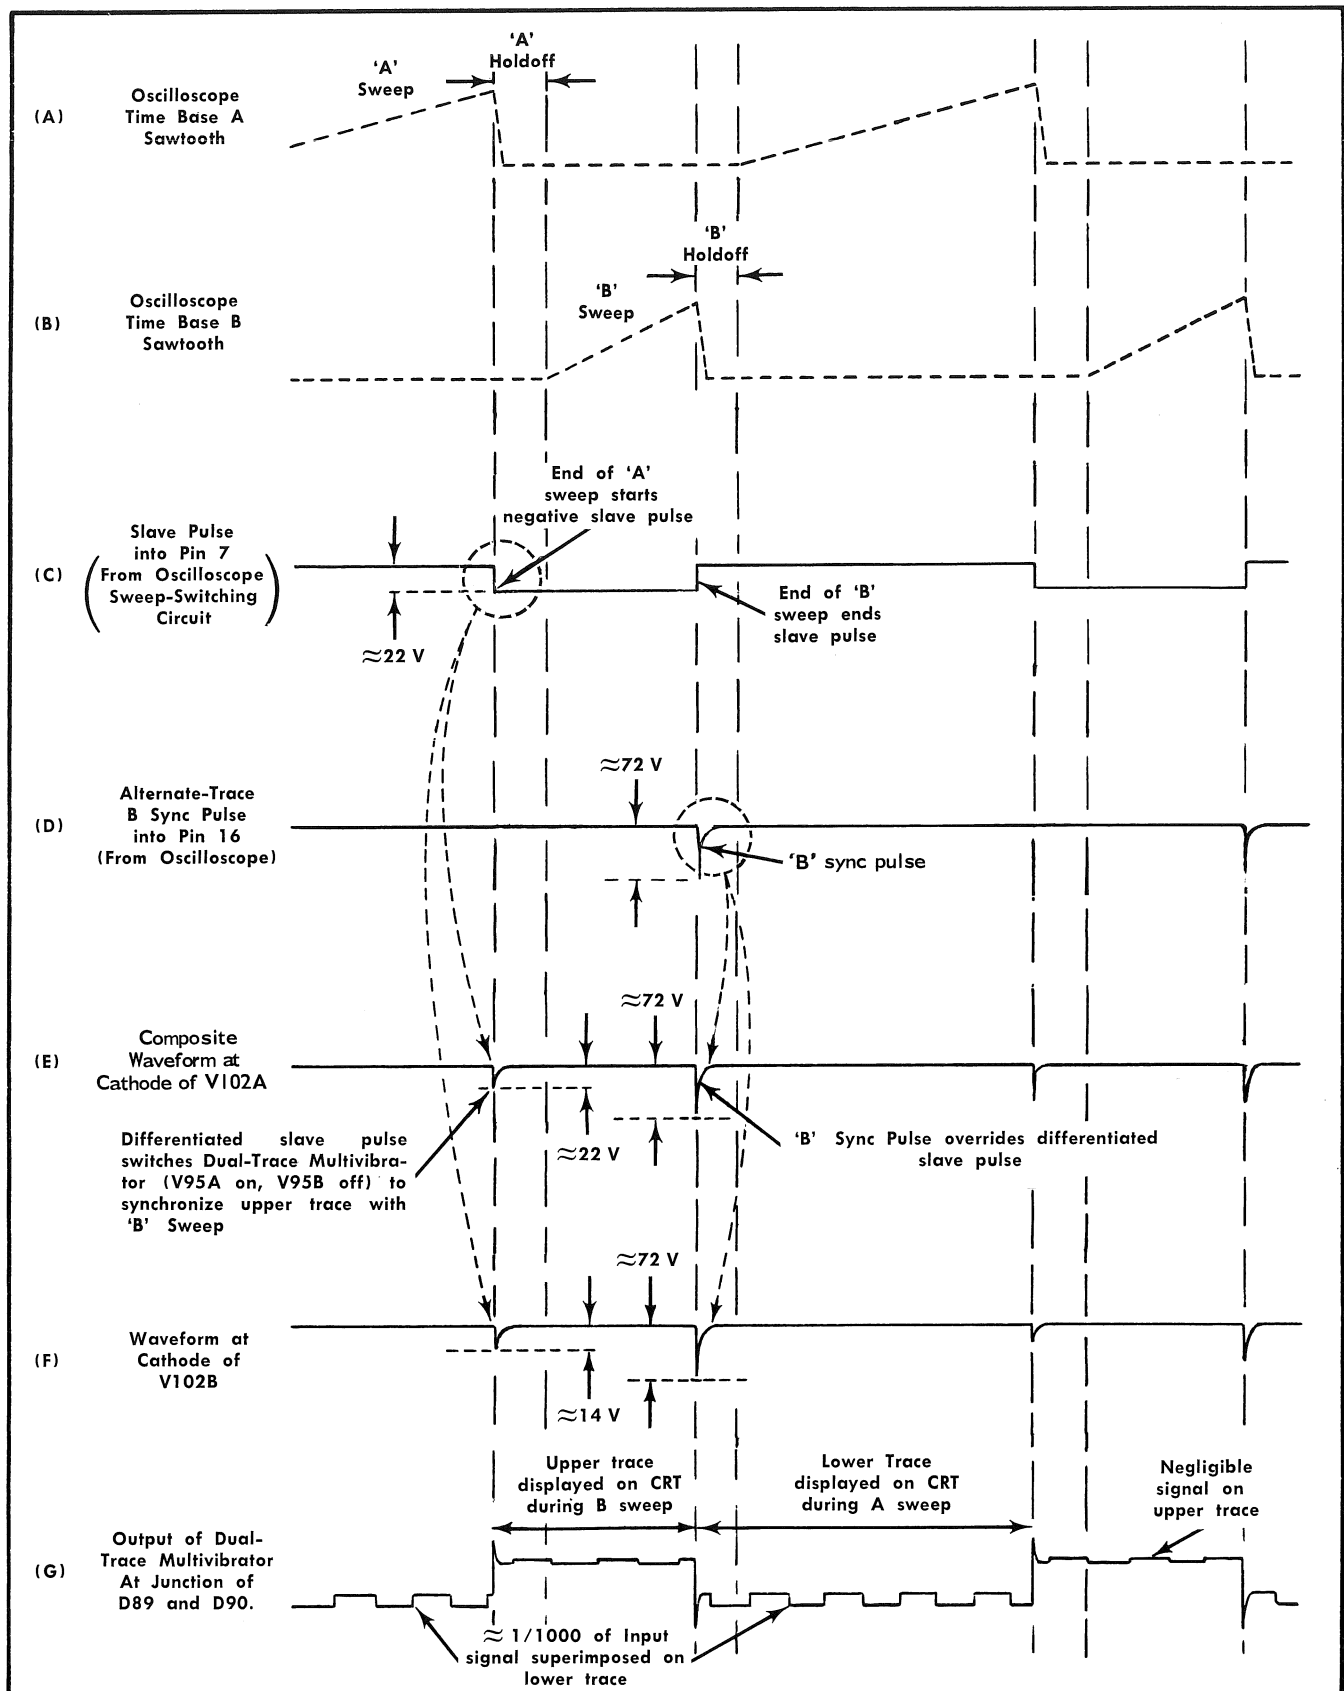 'A'
Holdoff
'A'
Sweep
(A)
Oscilloscope
Time Base A
Sawtooth
'B'
Holdoff
'B'
Sweep
(B)
Oscilloscope
Time Base B
Sawtooth
End of 'A'
sweep starts
negative slave pulse
(C)
Slave Pulse
into Pin 7
(From Oscilloscope
Sweep-Switching
Circuit)
≈22 V
End of 'B'
sweep ends
slave pulse
≈72 V
(D)
Alternate-Trace
B Sync Pulse
into Pin 16
(From Oscilloscope)
'B' sync pulse
≈72 V
(E)
Composite
Waveform at
Cathode of V102A
≈22 V
Differentiated slave pulse
switches Dual-Trace Multivibra-
tor (V95A on, V95B off) to
synchronize upper trace with
'B' Sweep
'B' Sync Pulse overrides differentiated
slave pulse
≈72 V
(F)
Waveform at
Cathode of
V102B
≈14 V
Upper trace
displayed on CRT
during B sweep
Lower Trace
displayed on CRT
during A sweep
Negligible
signal on
upper trace
(G)
Output of Dual-
Trace Multivibrator
At Junction of
D89 and D90.
≈ 1/1000 of Input
signal superimposed on
lower trace